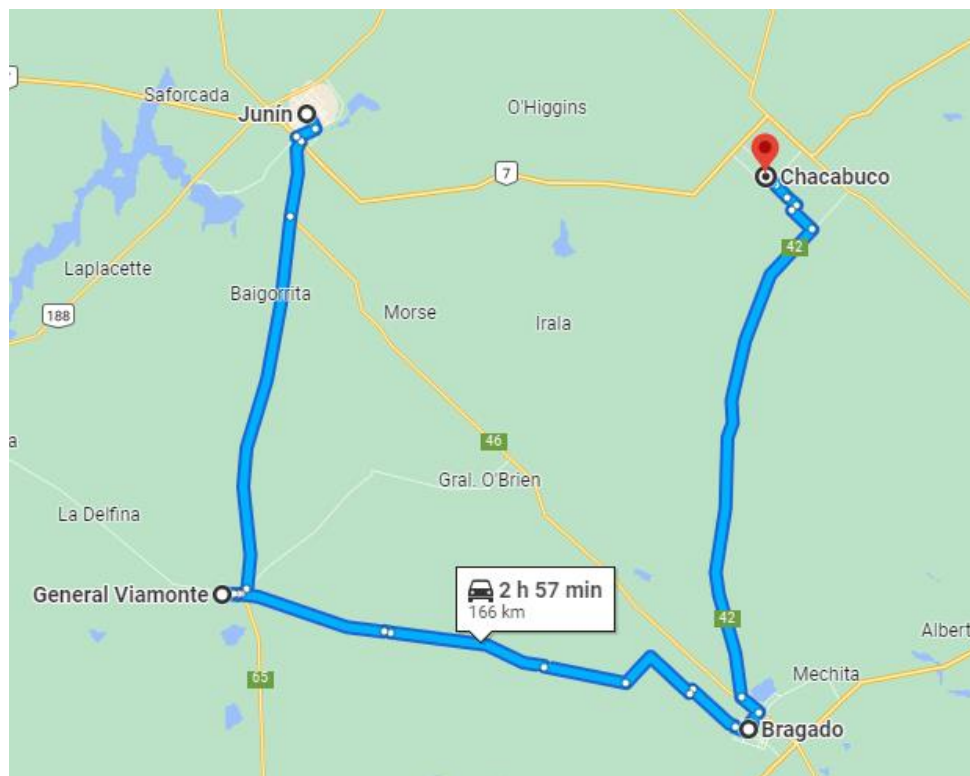 Saforcada
Junín
O'Higgins
7
Chacabuco
42
Laplacette
Baigorrita
188
Morse
Irala
a
46
Gral. O'Brien
La Delfina
General Viamonte
2 h 57 min
166 km
42
Albert
65
Mechita
Bragado